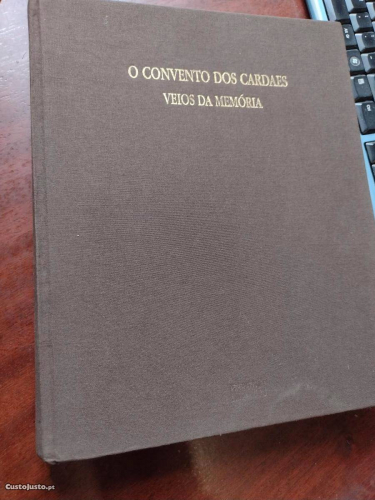 O CONVENTO DOS CARDAES
VEIOS DA MEMÓRIA
CustoJusto.pt